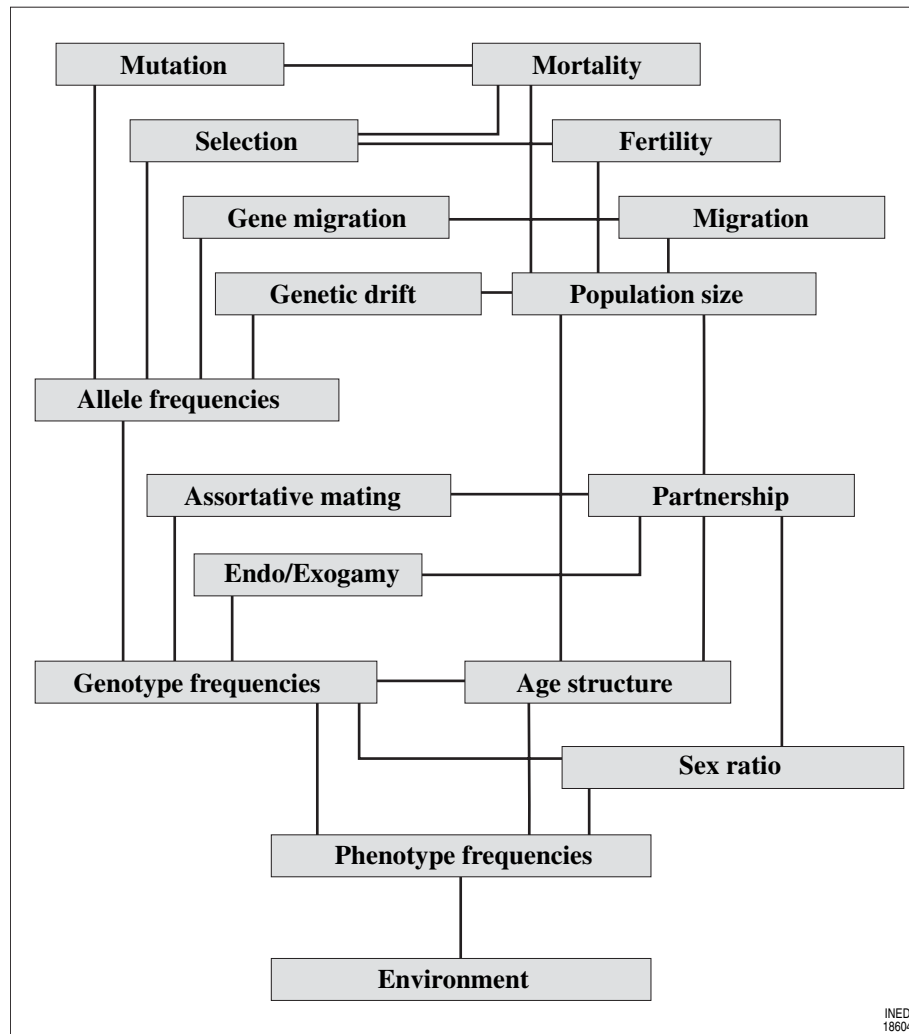 Mutation
Mortality
Selection
Fertility
Gene migration
Migration
Genetic drift
Population size
Allele frequencies
Assortative mating
Partnership
Endo/Exogamy
Genotype frequencies
Age structure
Sex ratio
Phenotype frequencies
Environment
INED
18604